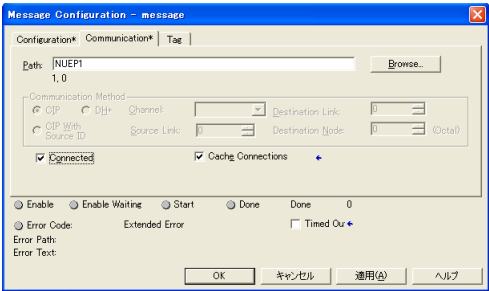 Message Configuration - message
Configuration* Communication* Tag
Path: NUEP1 Browse...
1, 0
Communication Method
CIP DH+ Channel: Destination Link: 0
CIP With Source ID Source Link: 0 Destination Node: 0 (Octal)
Connected Cache Connections ←
Enable Enable Waiting Start Done Done 0
Error Code: Extended Error Timed Ou ←
Error Path:
Error Text:
OK キャンセル 適用(A) ヘルプ